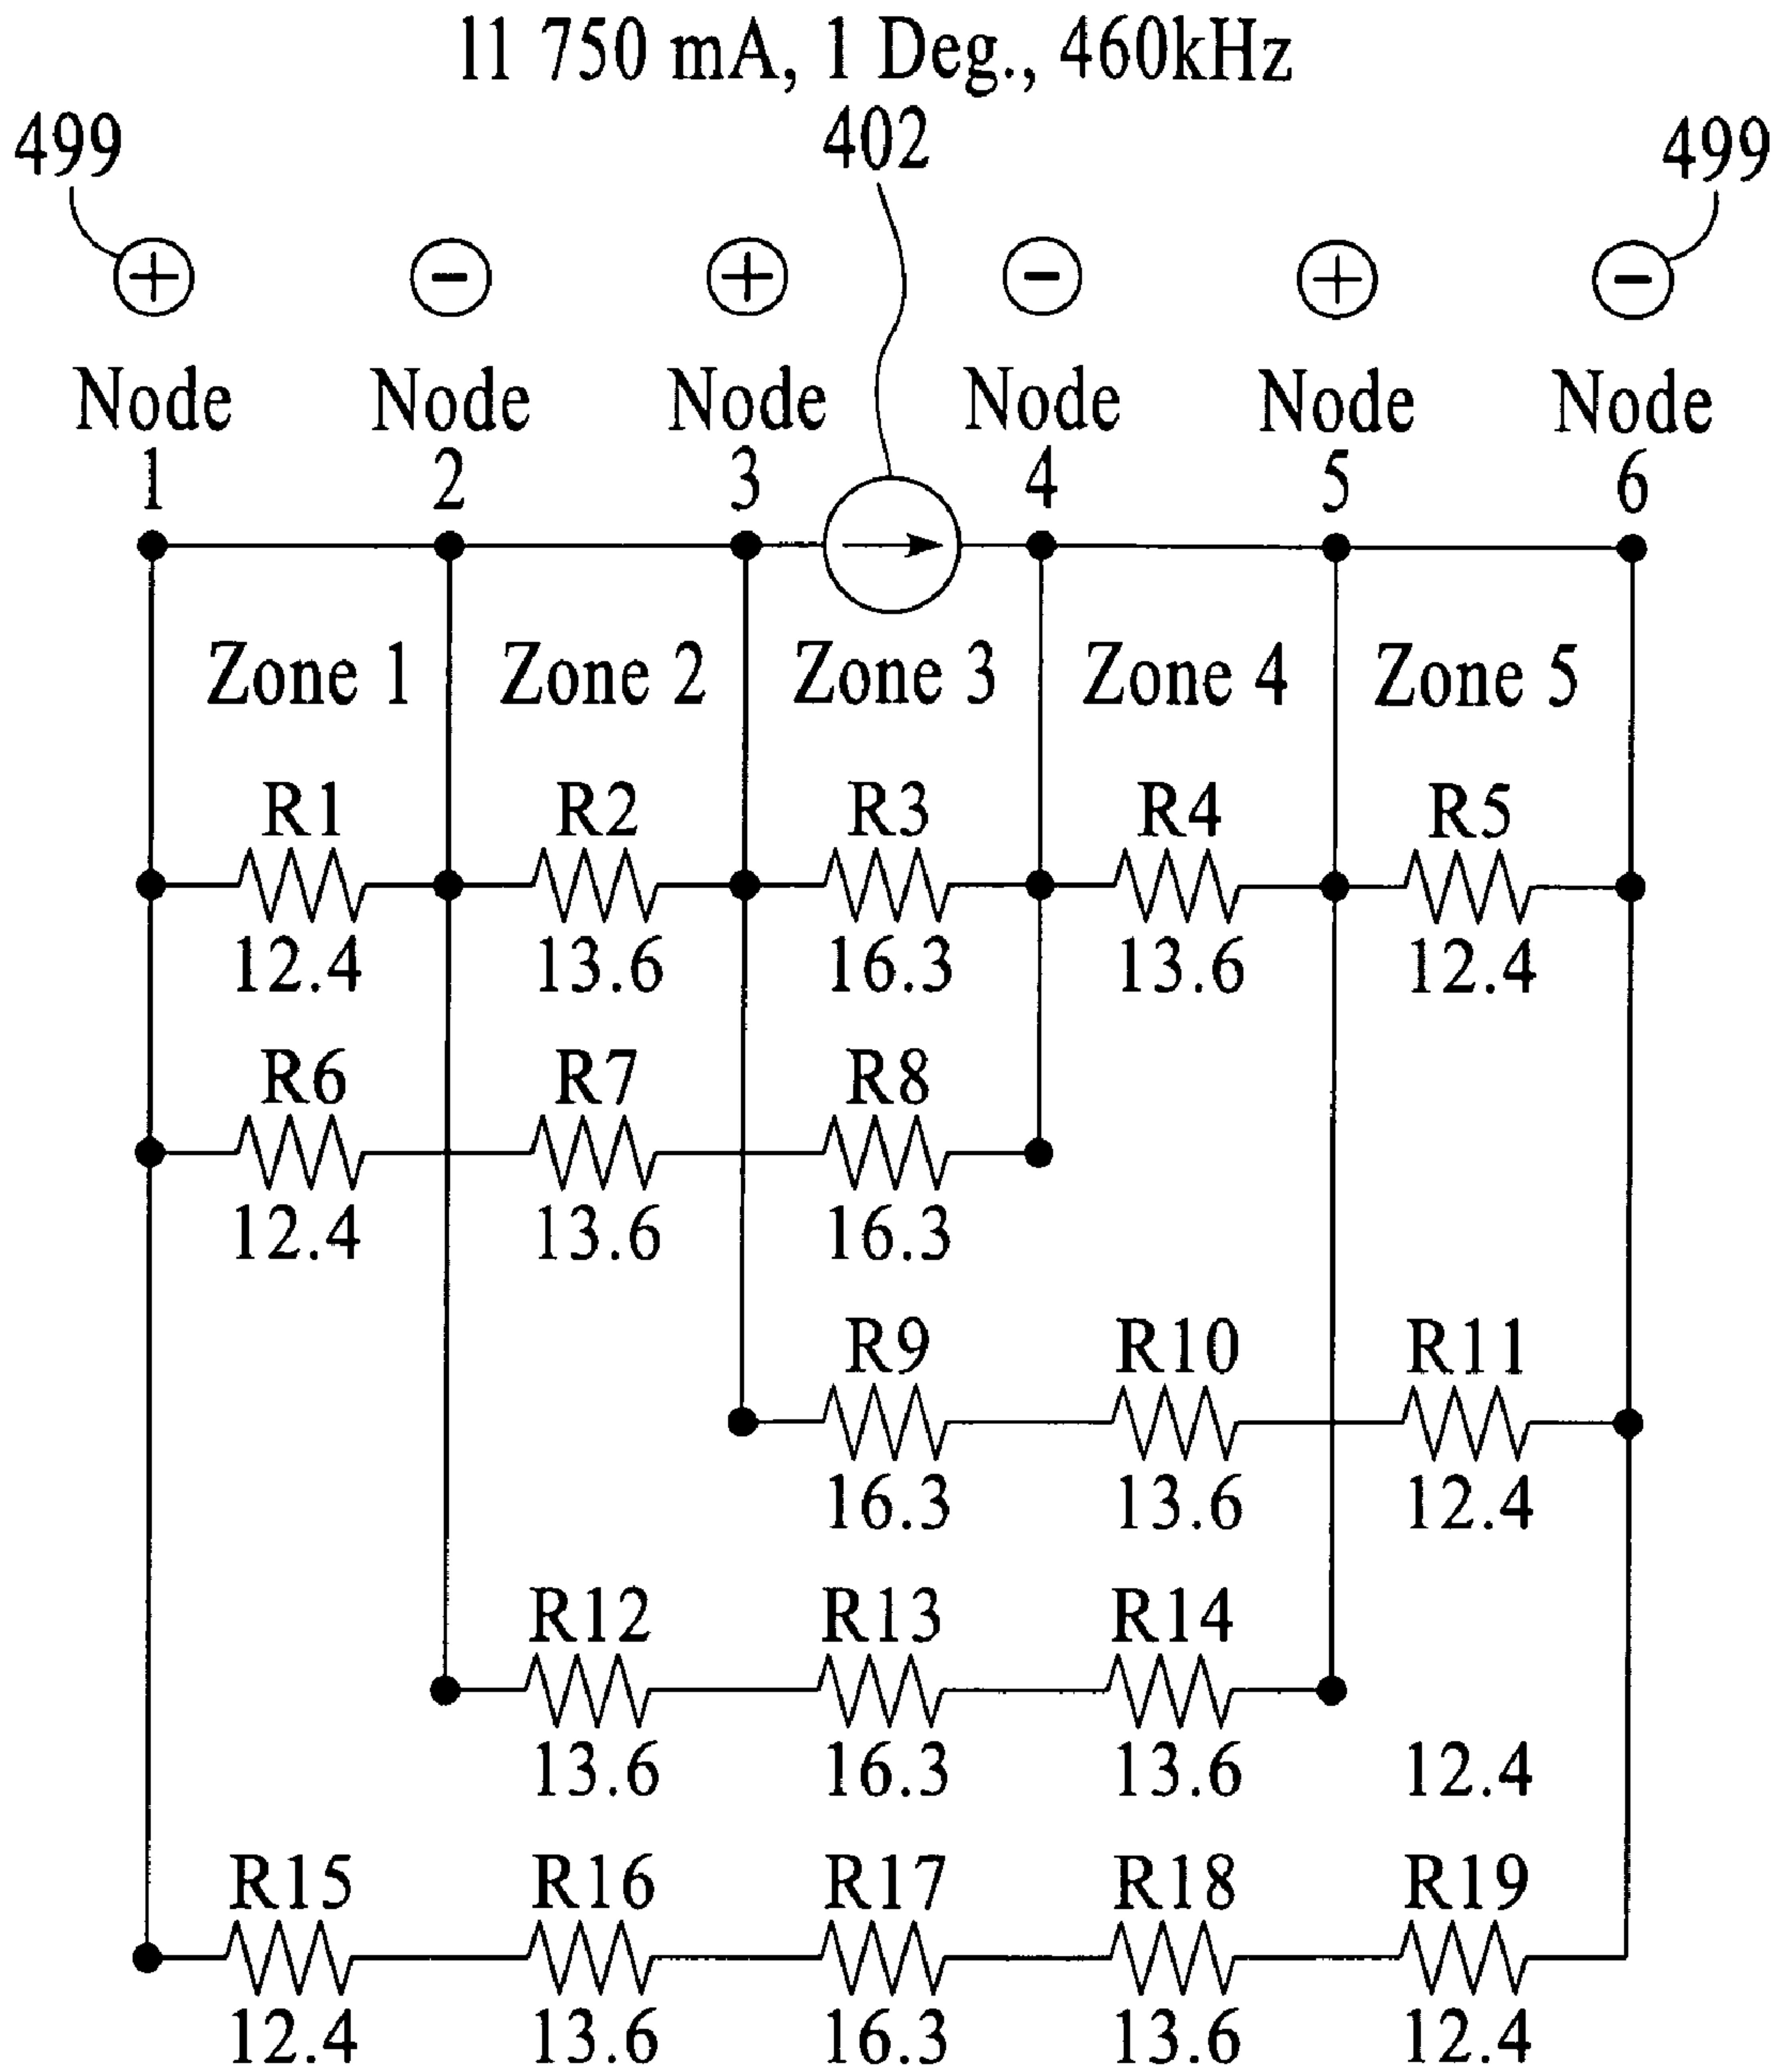 11 750 mA, 1 Deg., 460kHz
499 402 499
+ - + - + -
Node Node Node Node Node Node
1 2 3 4 5 6
Zone 1 Zone 2 Zone 3 Zone 4 Zone 5
R1 R2 R3 R4 R5
12.4 13.6 16.3 13.6 12.4
R6 R7 R8
12.4 13.6 16.3
R9 R10 R11
16.3 13.6 12.4
R12 R13 R14
13.6 16.3 13.6 12.4
R15 R16 R17 R18 R19
12.4 13.6 16.3 13.6 12.4